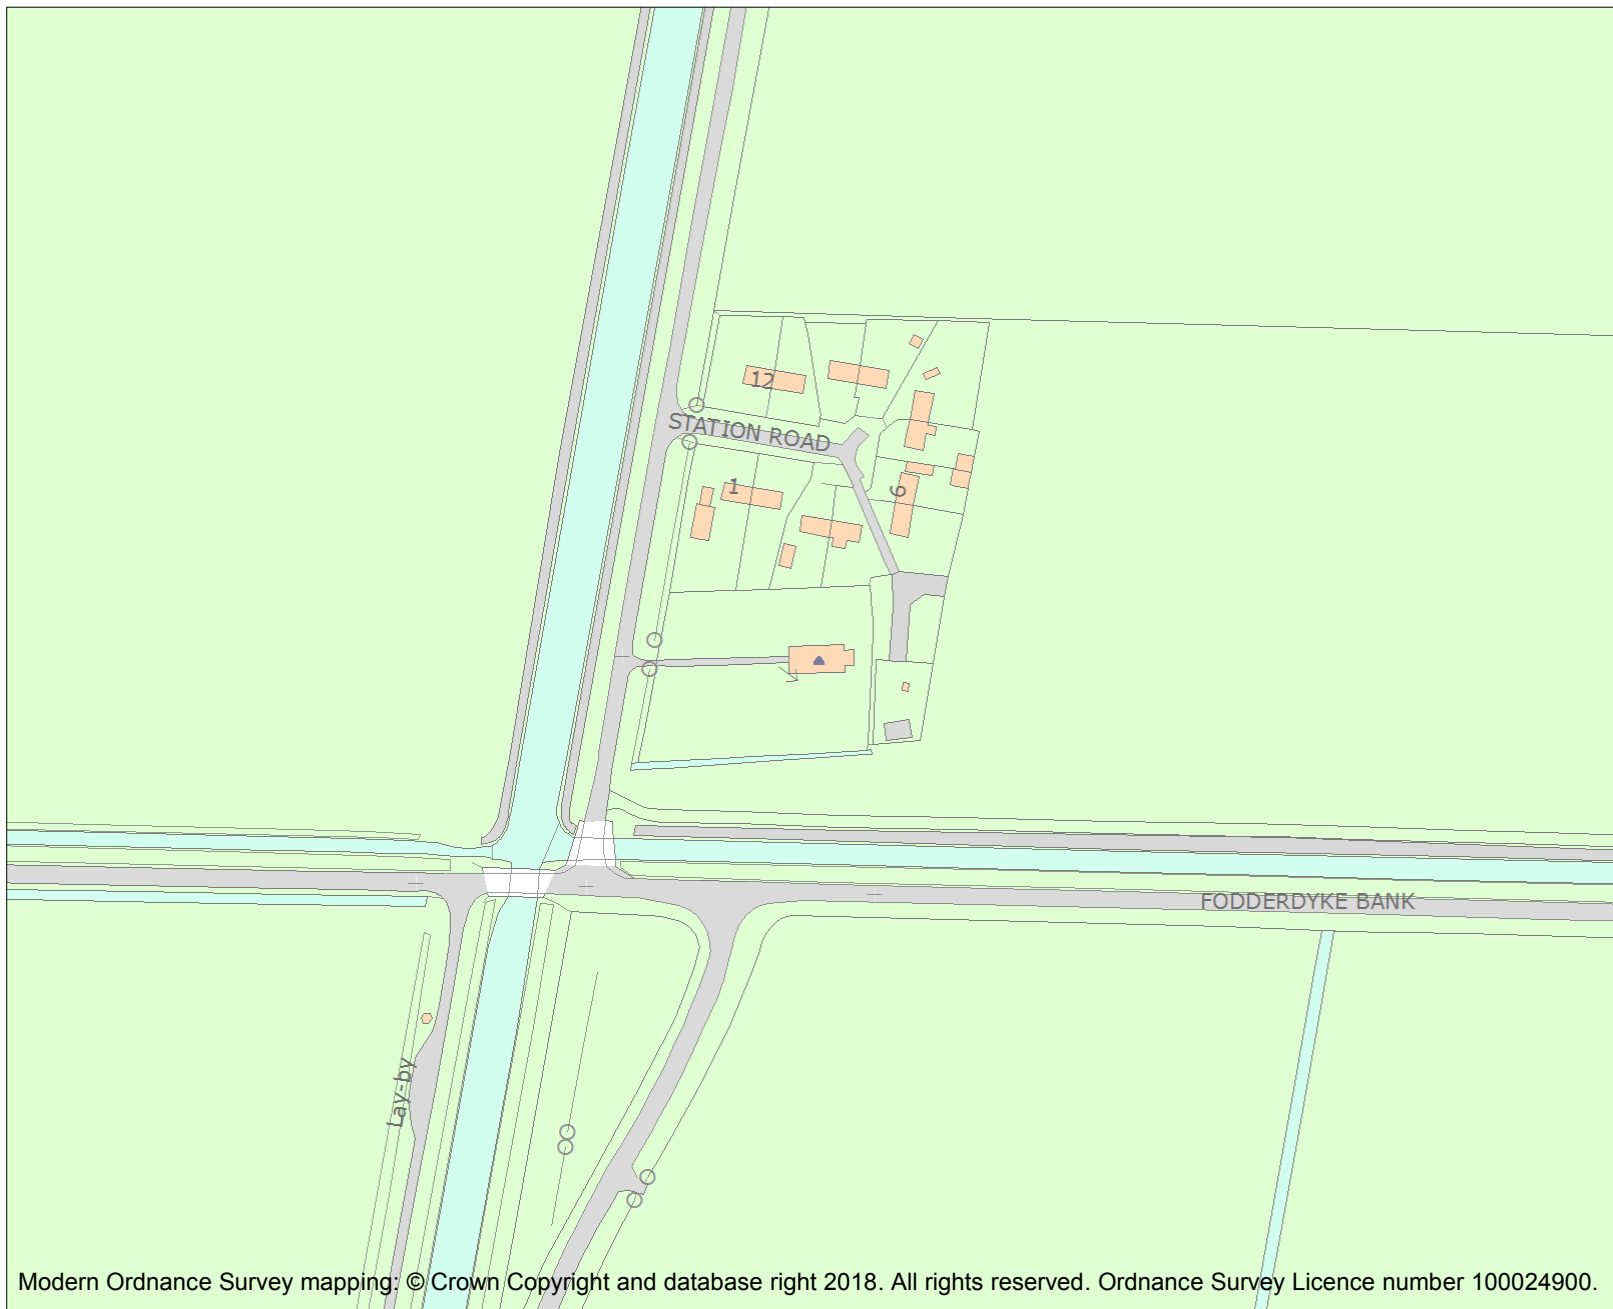 12
STATION ROAD
1
6
FODDERDYKE BANK
Lay-by
Modern Ordnance Survey mapping: © Crown Copyright and database right 2018. All rights reserved. Ordnance Survey Licence number 100024900.